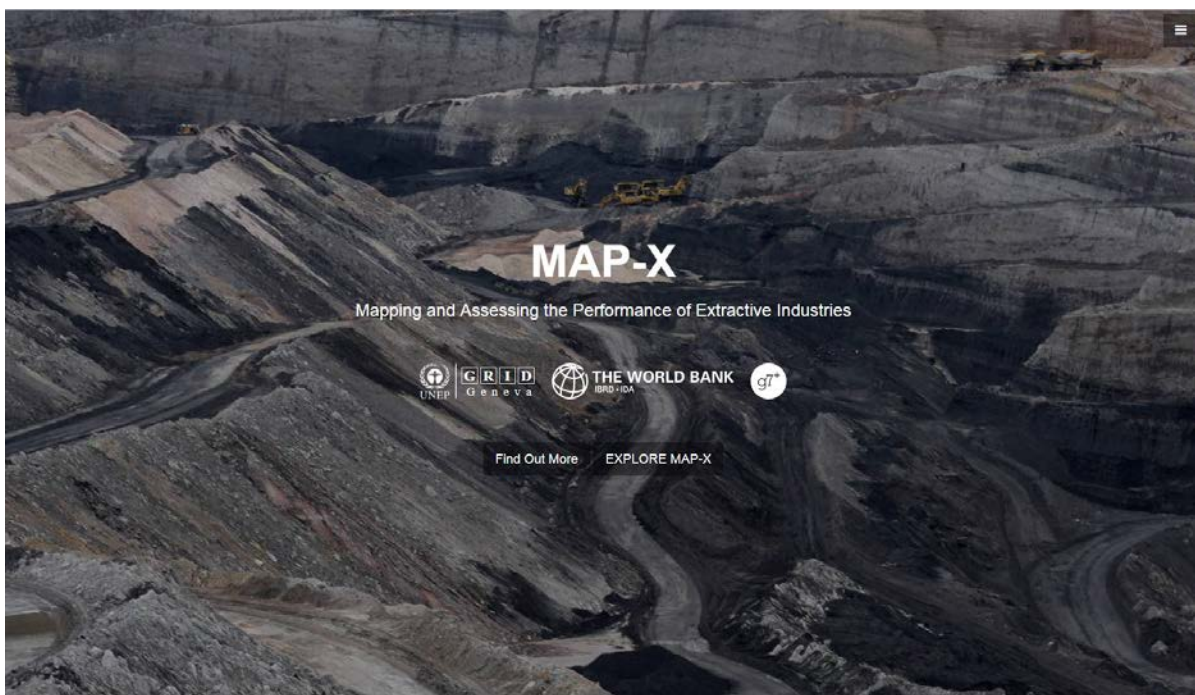 MAP-X
Mapping and Assessing the Performance of Extractive Industries
UNEP GRID Geneva THE WORLD BANK IBRD • IDA g7+
Find Out More EXPLORE MAP-X